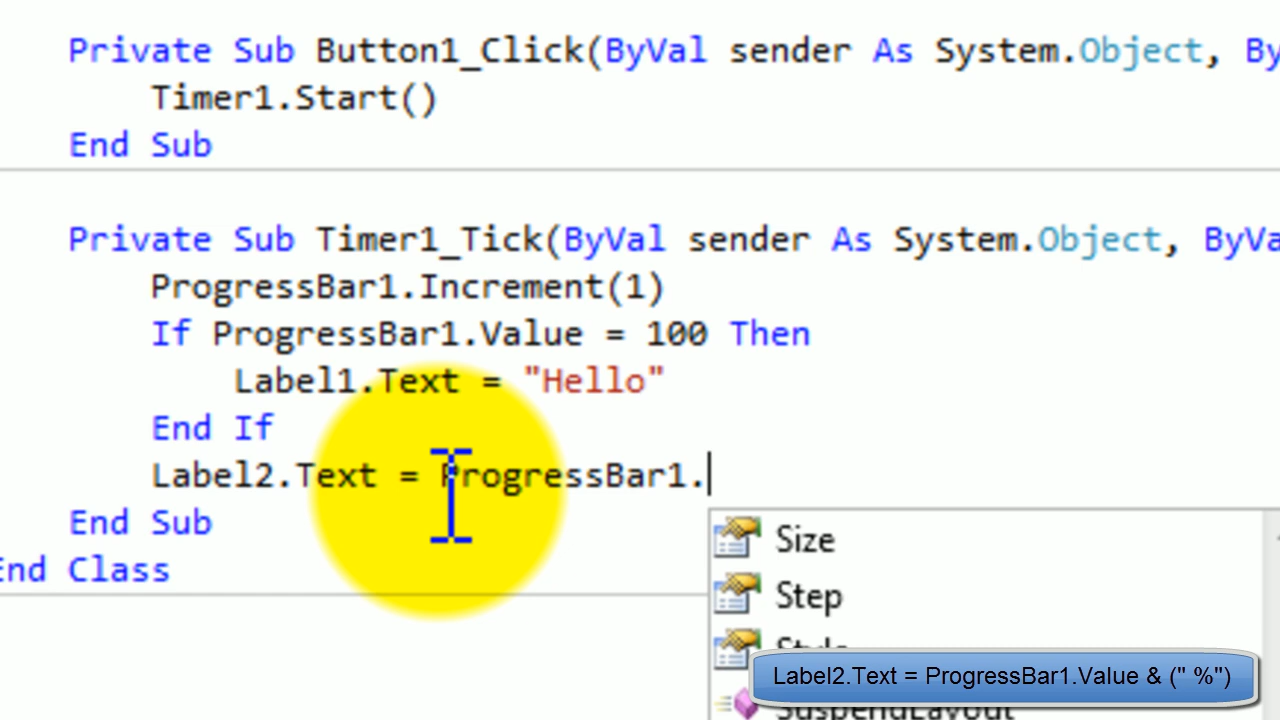 Private Sub Button1_Click(ByVal sender As System.Object, By
Timer1.Start()
End Sub
Private Sub Timer1_Tick(ByVal sender As System.Object, ByVa
ProgressBar1.Increment(1)
If ProgressBar1.Value = 100 Then
Label1.Text = "Hello"
End If
Label2.Text = ProgressBar1.
End Sub
End Class
Size
Step
Style
SuspendLayout
Label2.Text = ProgressBar1.Value & (" %")